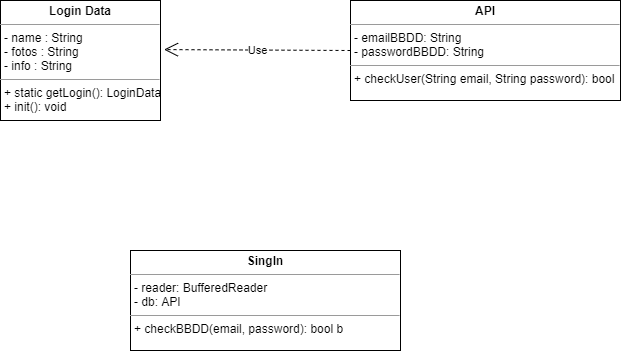 Login Data
- name : String
- fotos : String
- info : String
+ static getLogin(): LoginData
+ init(): void
Use
API
- emailBBDD: String
- passwordBBDD: String
+ checkUser(String email, String password): bool
SingIn
- reader: BufferedReader
- db: API
+ checkBBDD(email, password): bool b